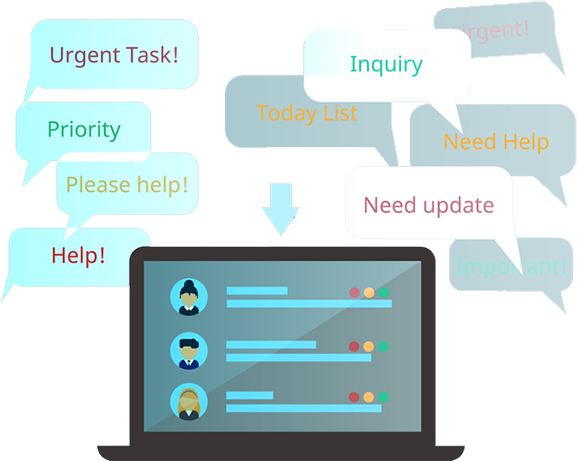 Urgent!
Urgent Task!
Inquiry
Today List
Priority
Need Help
Please help!
Need update
Help!
Important!